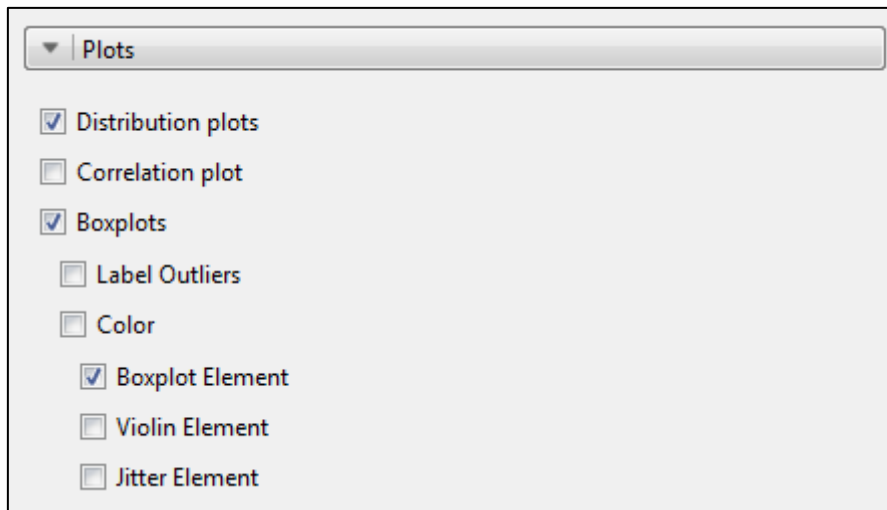 Plots
Distribution plots
Correlation plot
Boxplots
Label Outliers
Color
Boxplot Element
Violin Element
Jitter Element